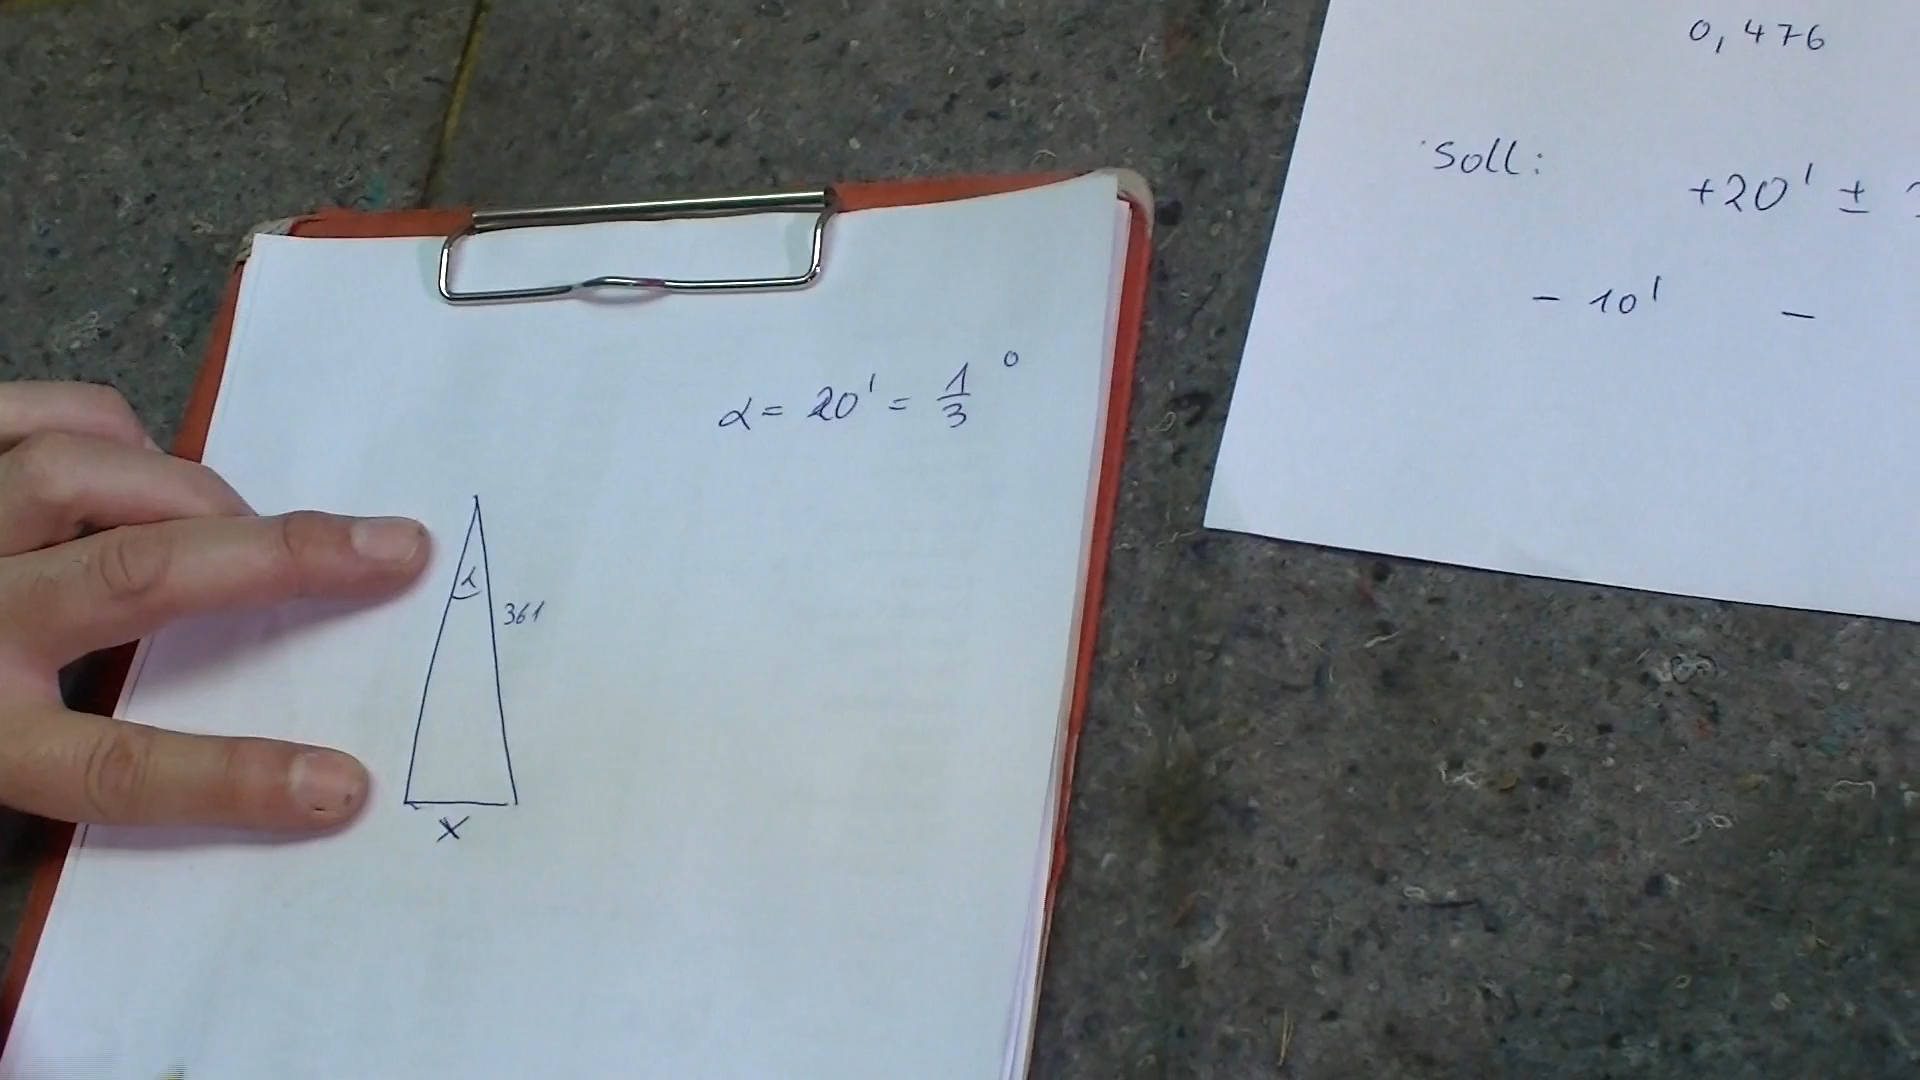 α = 20' = 1/3 °
α
361
x
0,476
Soll:
+20' ±
- 10' -